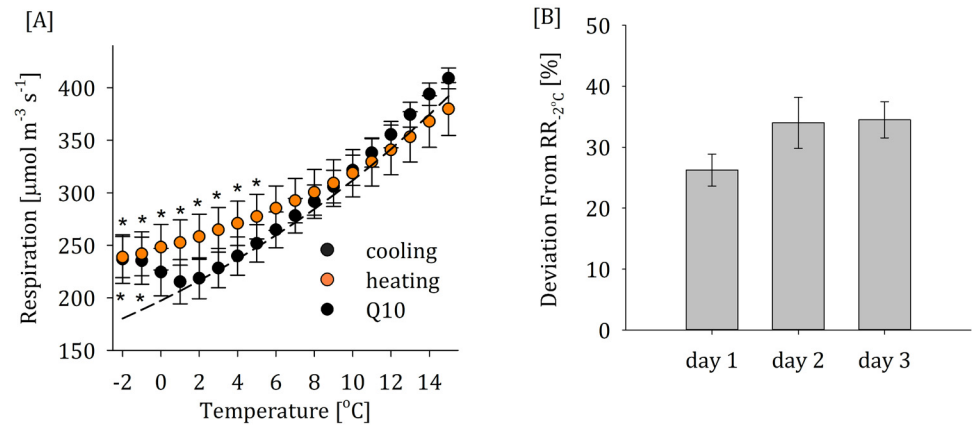 [A]
Respiration [µmol m⁻³ s⁻¹]
400
350
300
250
200
150
* * * * * * * *
* *
cooling
heating
Q10
-2 0 2 4 6 8 10 12 14
Temperature [°C]
[B]
Deviation From RR₋₂°C [%]
50
40
30
20
10
0
day 1 day 2 day 3